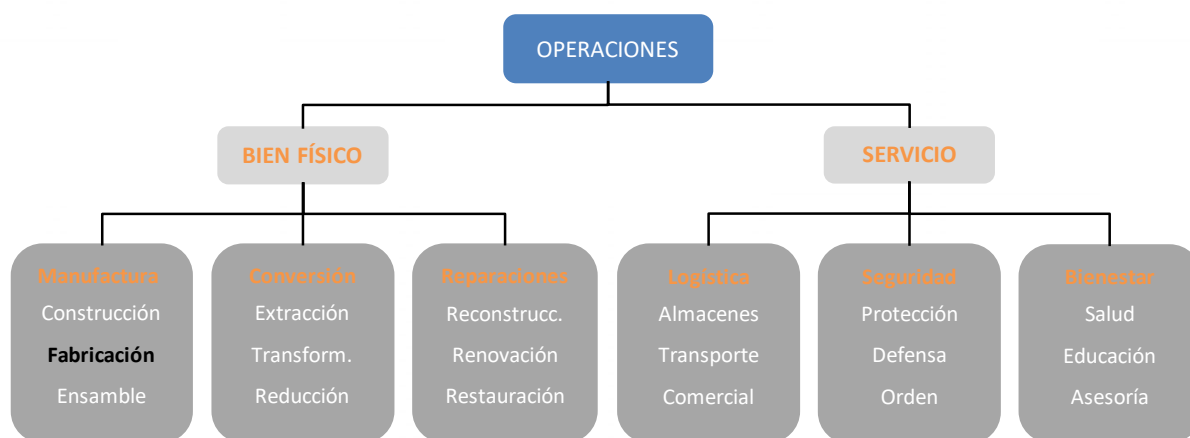 OPERACIONES
BIEN FÍSICO
SERVICIO
Manufactura
Construcción
Fabricación
Ensamble
Conversión
Extracción
Transform.
Reducción
Reparaciones
Reconstrucc.
Renovación
Restauración
Logística
Almacenes
Transporte
Comercial
Seguridad
Protección
Defensa
Orden
Bienestar
Salud
Educación
Asesoría